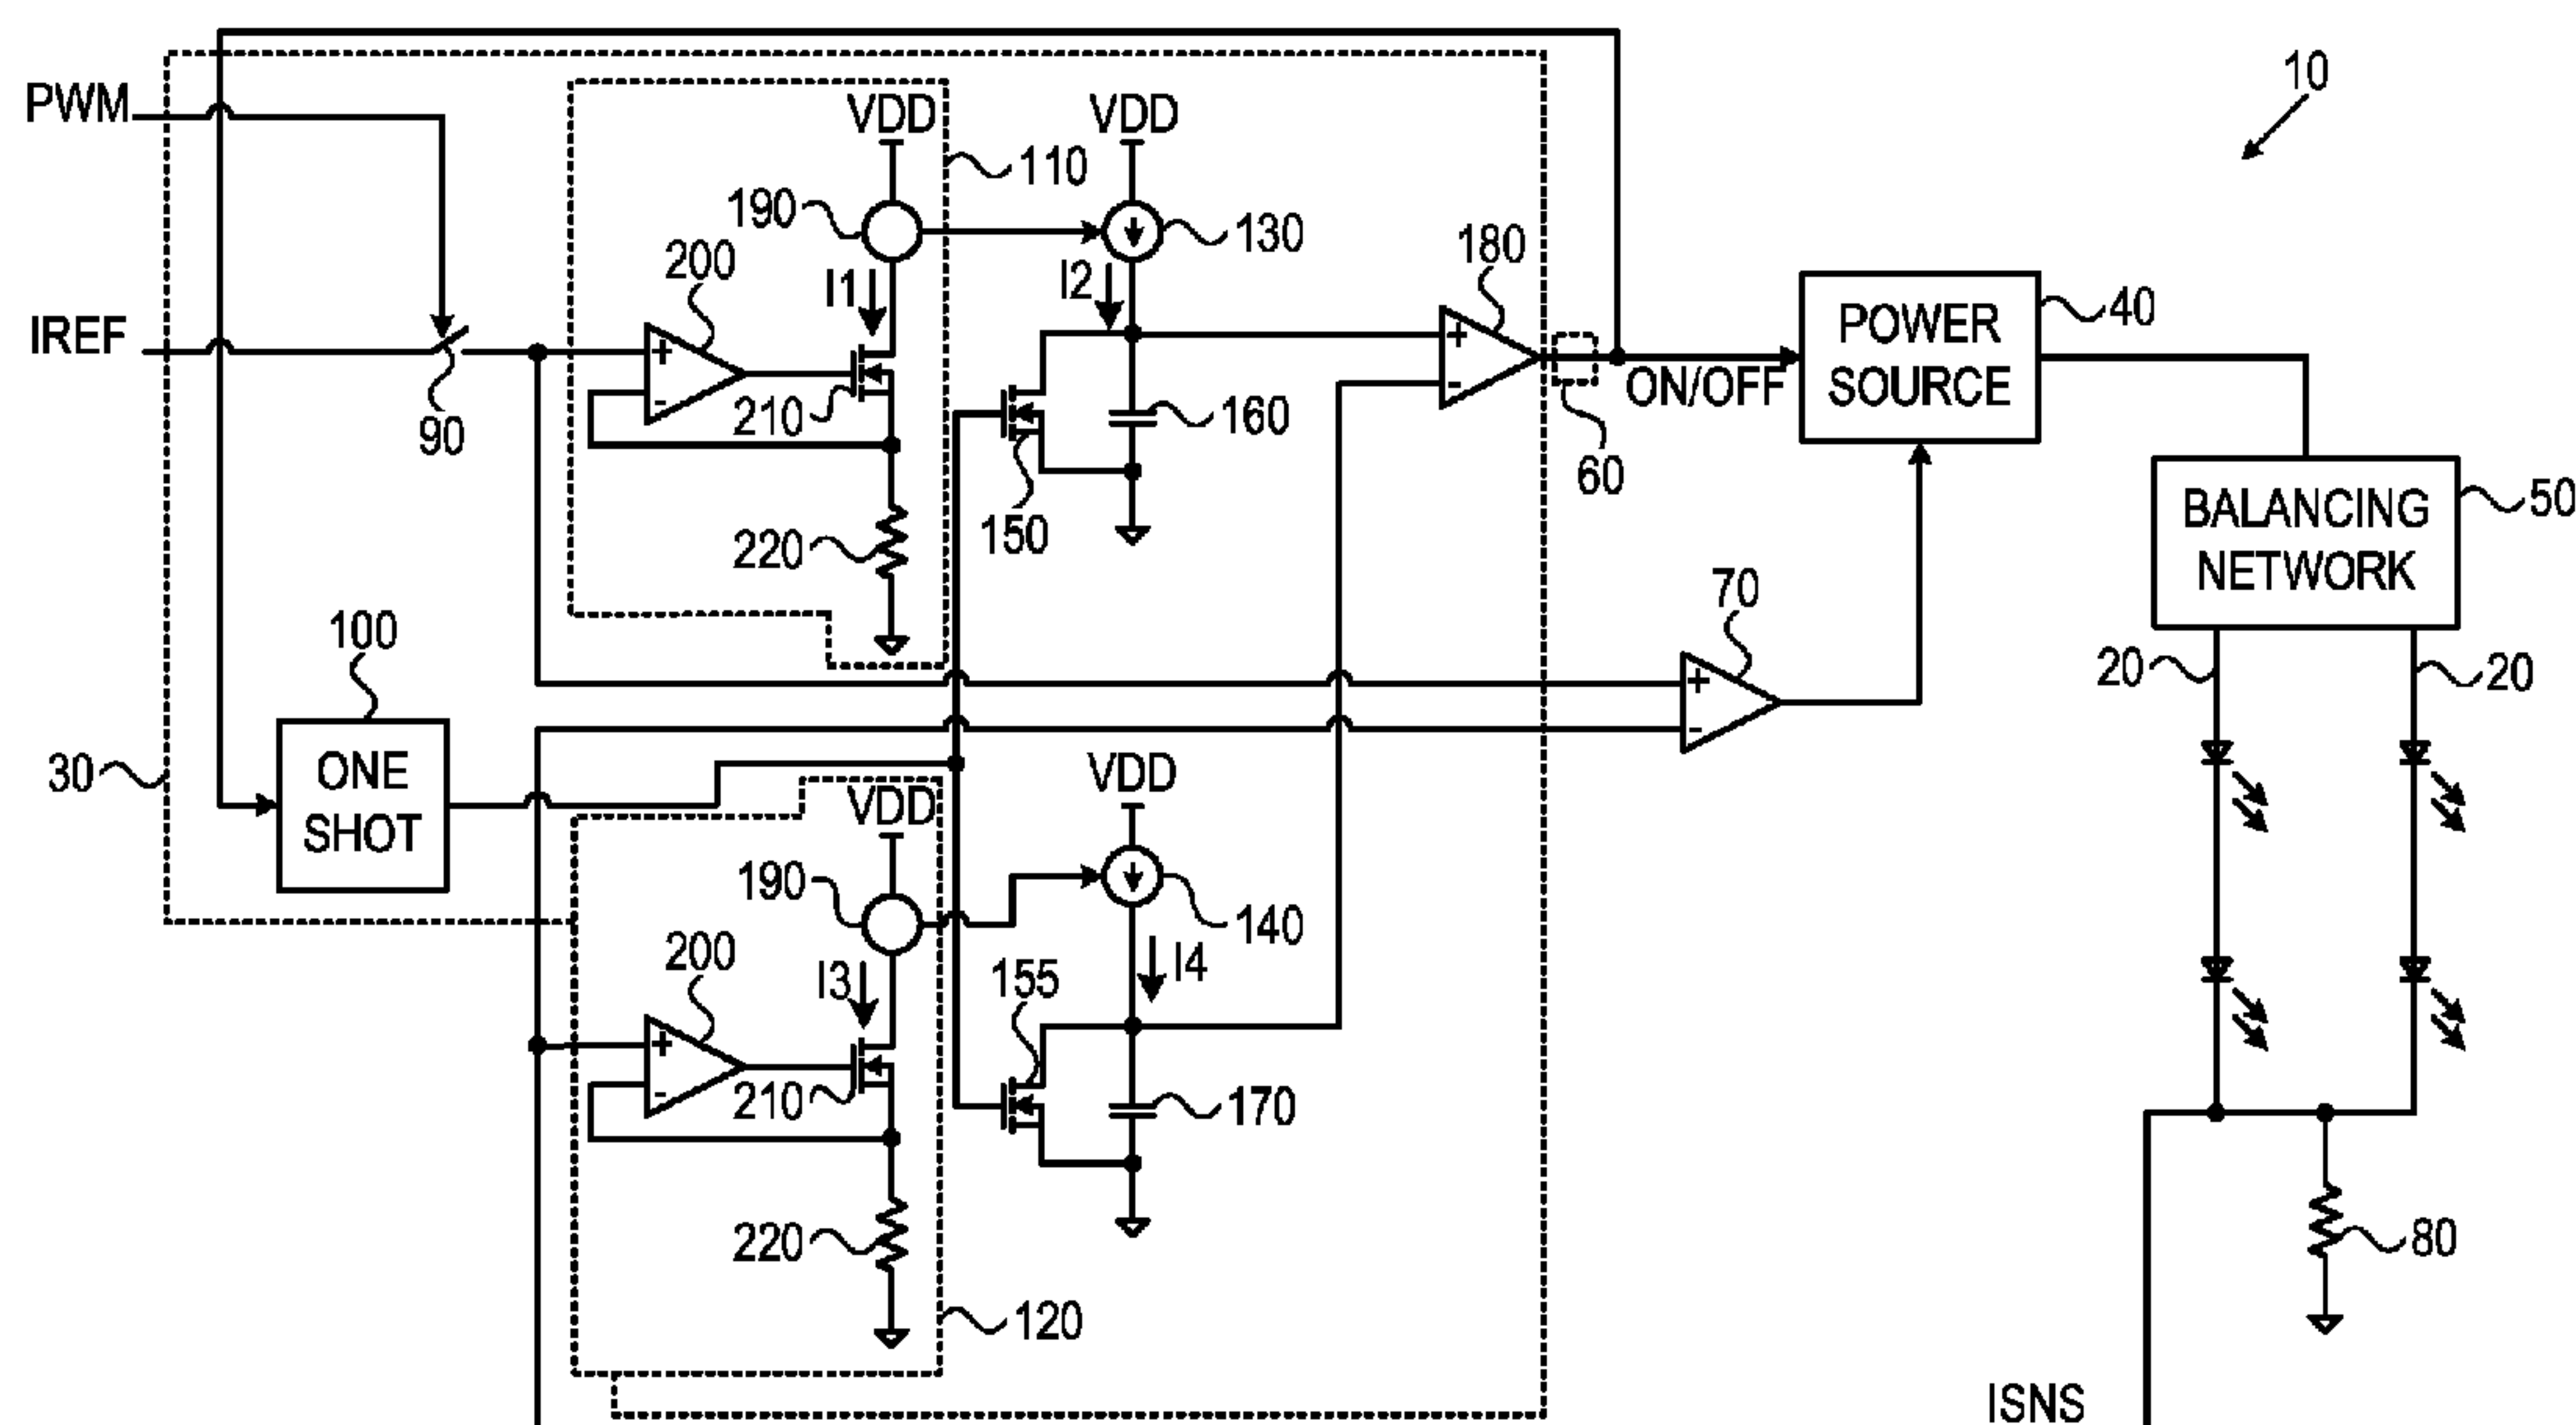 10
PWM
VDD
VDD
110
190
130
200
180
I1
I2
IREF
+
+
-
-
POWER
SOURCE
40
ON/OFF
210
160
90
60
150
BALANCING
NETWORK
50
220
70
100
20
20
+
-
30
ONE
SHOT
VDD
VDD
190
140
200
I3
155
I4
+
-
210
170
220
80
120
ISNS